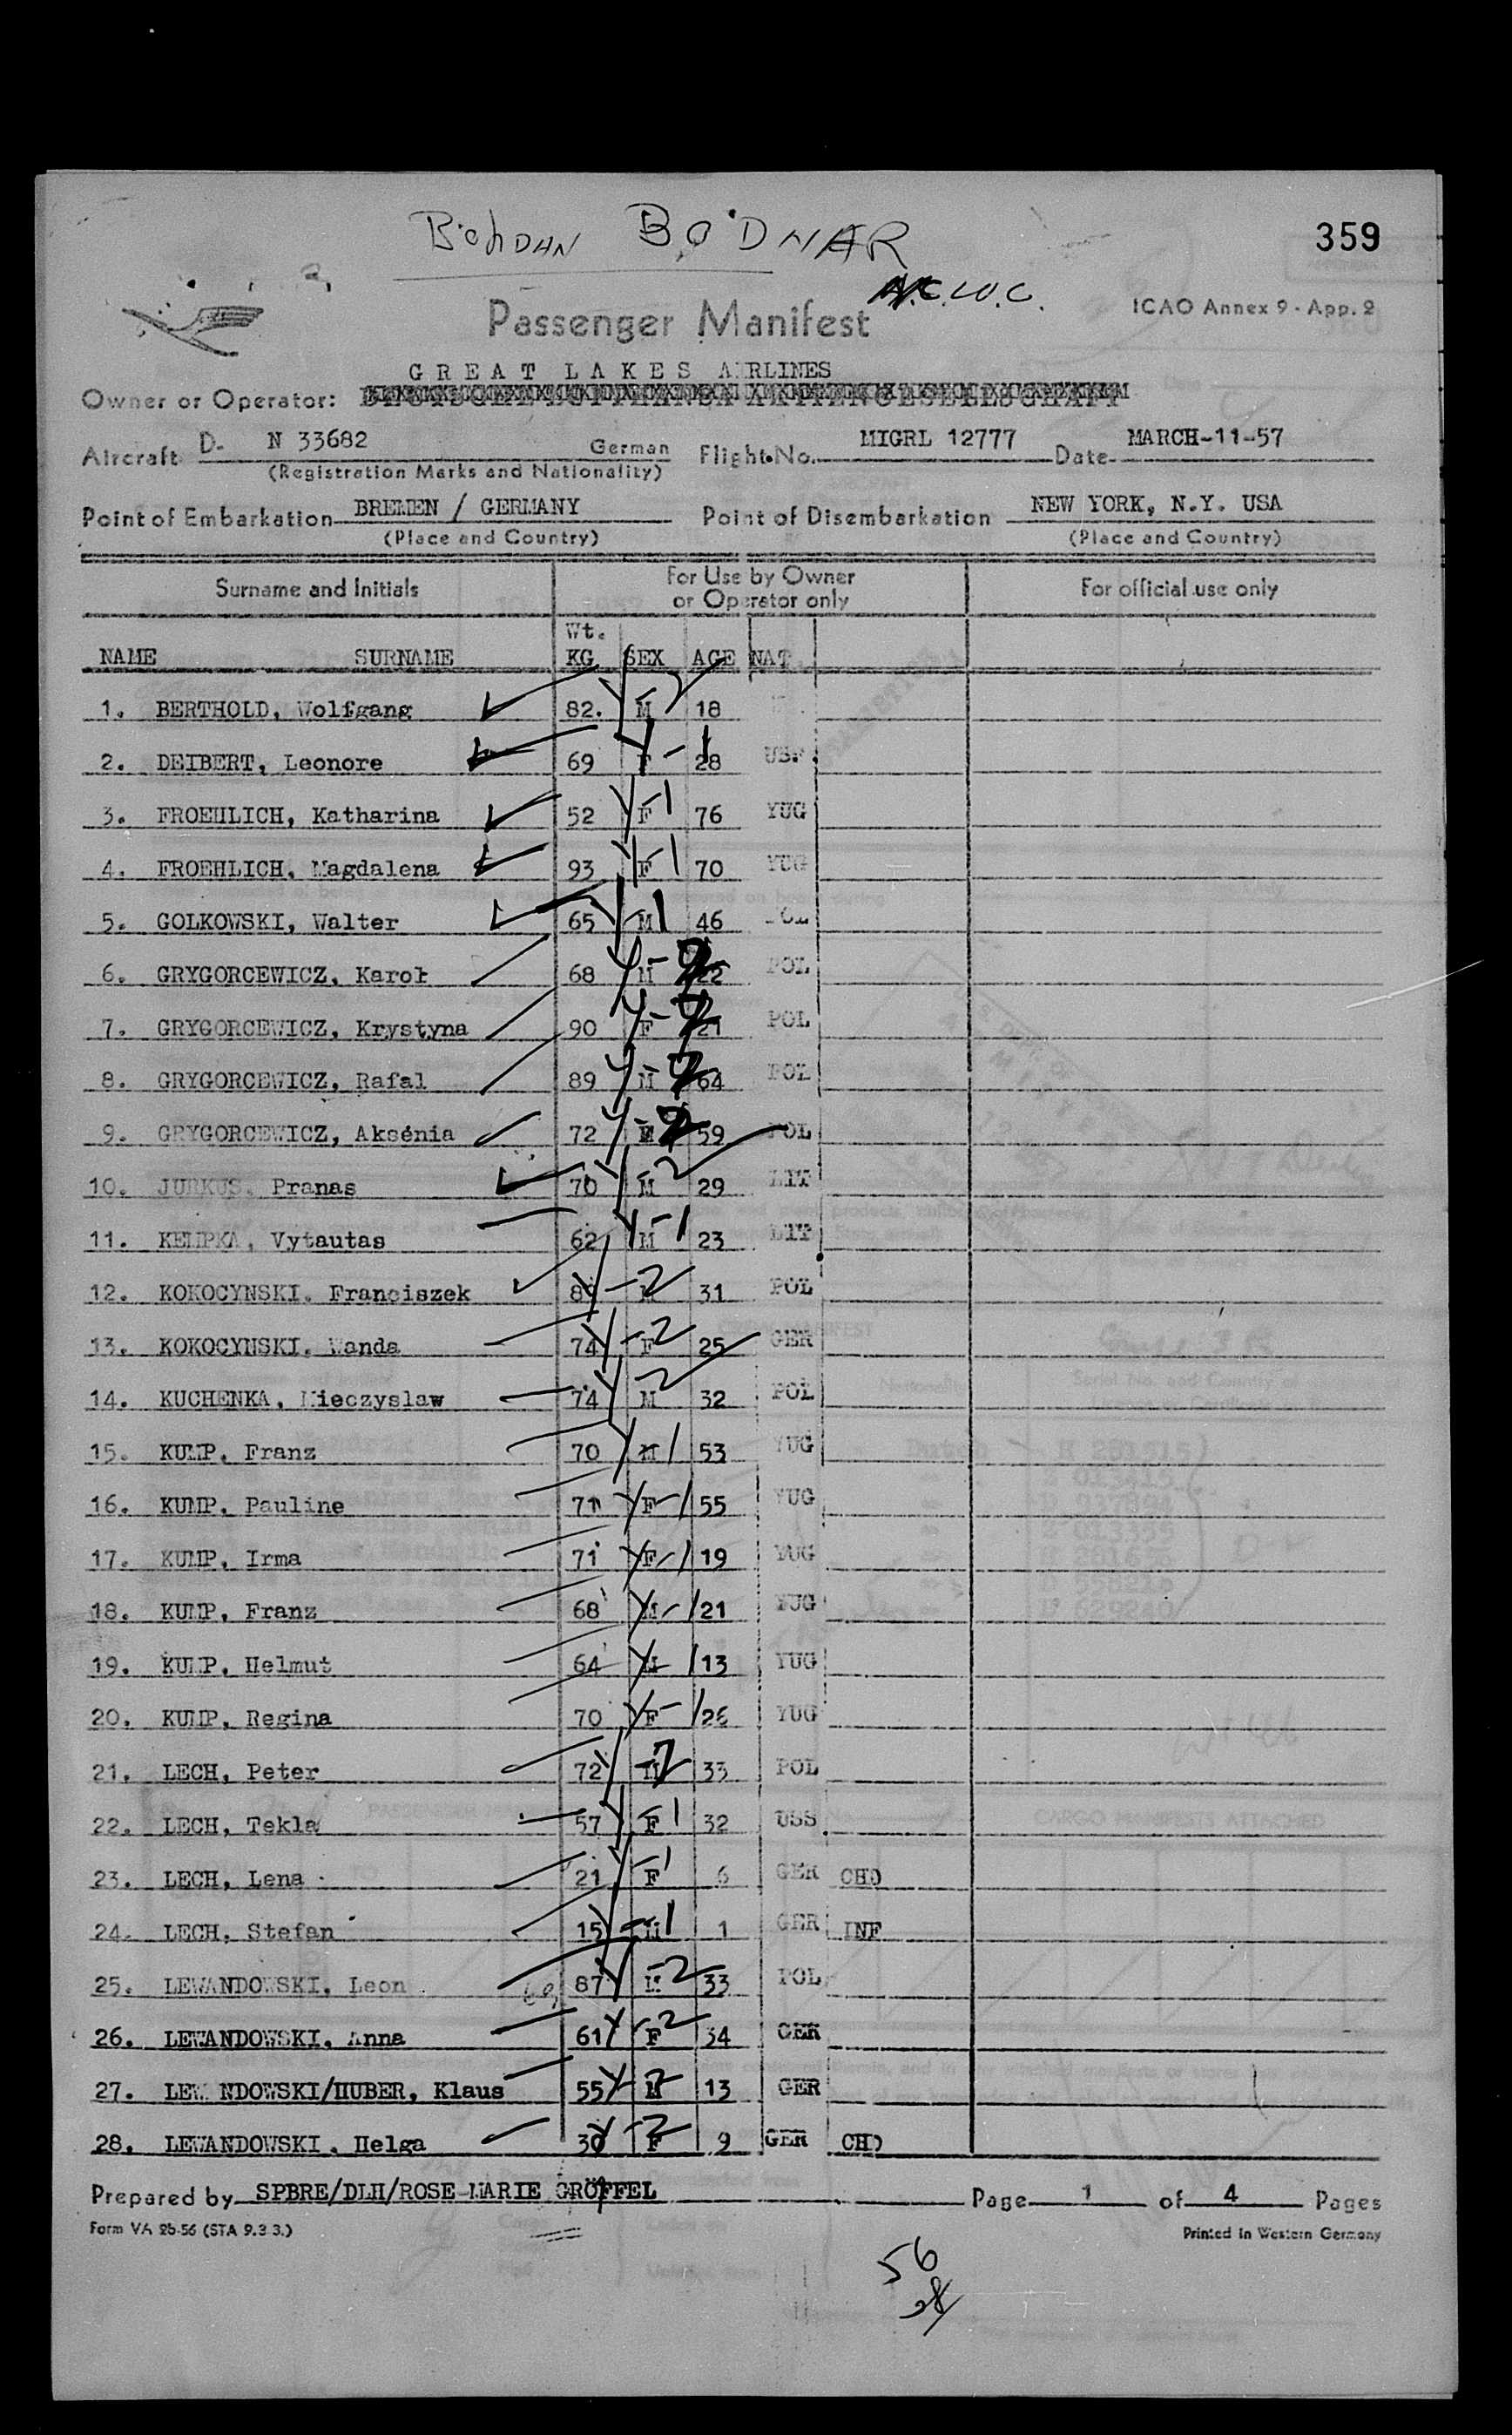 BohDAN BODNAR
359
N.C.W.C.
Passenger Manifest
ICAO Annex 9 - App. 2
GREAT LAKES AIRLINES
Owner or Operator:
Aircraft D- N 33682 German Flight No. MIGRL 12777 Date MARCH-11-57
(Registration Marks and Nationality)
Point of Embarkation BREMEN / GERMANY Point of Disembarkation NEW YORK, N.Y. USA
(Place and Country) (Place and Country)
Surname and Initials For Use by Owner or Operator only For official use only
NAME SURNAME Wt. KG SEX AGE NAT
1. BERTHOLD, Wolfgang 82. M 18
2. DEIBERT, Leonore 69 F 28
3. FROEHLICH, Katharina 52 F 76 YUG
4. FROEHLICH, Magdalena 93 F 70 YUG
5. GOLKOWSKI, Walter 65 M 46 POL
6. GRYGORCEWICZ, Karol 68 M 22 POL
7. GRYGORCEWICZ, Krystyna 90 F 21 POL
8. GRYGORCEWICZ, Rafal 89 M 64 POL
9. GRYGORCEWICZ, Aksénia 72 59 POL
10. JURKUS, Pranas 70 M 29 LIT
11. KEMPKA, Vytautas 62 M 23 LIT
12. KOKOCYNSKI, Franciszek M 31 POL
13. KOKOCYNSKI, Wanda 74 F 25 GER
14. KUCHENKA, Mieczyslaw 74 M 32 POL
15. KUMP, Franz 70 M 53 YUG
16. KUMP, Pauline 71 F 55 YUG
17. KUMP, Irma 71 F 19 YUG
18. KUMP, Franz 68 M 21 YUG
19. KUMP, Helmut 64 M 13 YUG
20. KUMP, Regina 70 F 26 YUG
21. LECH, Peter 72 M 33 POL
22. LECH, Tekla 57 F 32 USS
23. LECH, Lena 21 F 6 GER CHD
24. LECH, Stefan 15 M 1 GER INF
25. LEWANDOWSKI, Leon 87 M 33 POL
26. LEWANDOWSKI, Anna 61 F 34 GER
27. LEW NDOWSKI/HUBER, Klaus 55 M 13 GER
28. LEWANDOWSKI, Helga 30 F 9 GER CHD
Prepared by SPBRE/DLH/ROSE-MARIE GRÖFFEL Page 1 of 4 Pages
Form VA 2b-56 (STA 9.3 3.) Printed in Western Germany
56
28